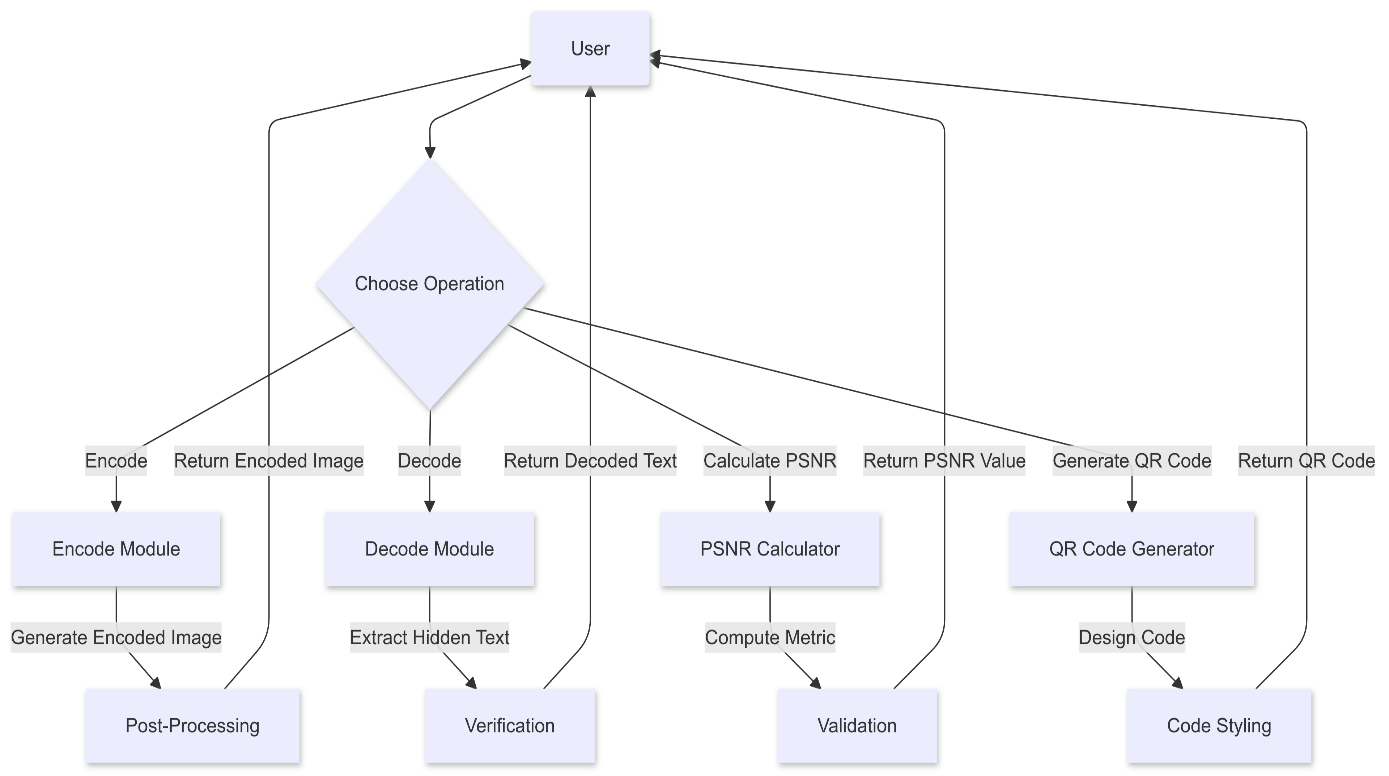 User
Choose Operation
Encode
Return Encoded Image
Decode
Return Decoded Text
Calculate PSNR
Return PSNR Value
Generate QR Code
Return QR Code
Encode Module
Decode Module
PSNR Calculator
QR Code Generator
Generate Encoded Image
Extract Hidden Text
Compute Metric
Design Code
Post-Processing
Verification
Validation
Code Styling